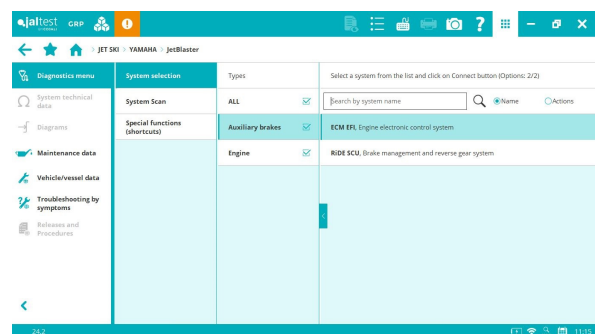 jaltest GRP
JET SKI > YAMAHA > JetBlaster
Diagnostics menu
System technical data
Diagrams
Maintenance data
Vehicle/vessel data
Troubleshooting by symptoms
Releases and Procedures
System selection
System Scan
Special functions (shortcuts)
Types
ALL
Auxiliary brakes
Engine
Select a system from the list and click on Connect button (Options: 2/2)
Search by system name
Name
Actions
ECM EFI, Engine electronic control system
RiDE SCU, Brake management and reverse gear system
24.2
11:15